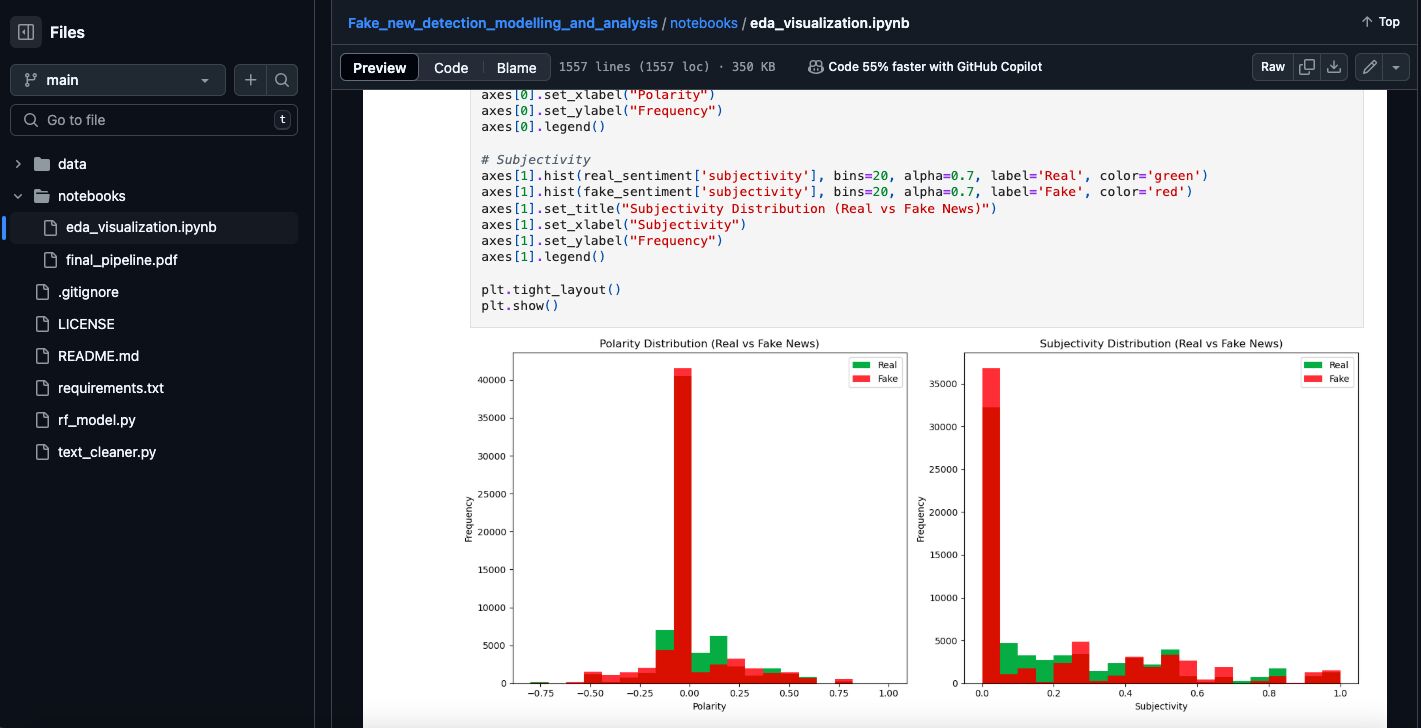 Files
main
Go to file
t
data
notebooks
eda_visualization.ipynb
final_pipeline.pdf
.gitignore
LICENSE
README.md
requirements.txt
rf_model.py
text_cleaner.py
Fake_new_detection_modelling_and_analysis / notebooks / eda_visualization.ipynb
Top
Preview Code Blame 1557 lines (1557 loc) · 350 KB Code 55% faster with GitHub Copilot Raw
axes[0].set_xlabel("Polarity")
axes[0].set_ylabel("Frequency")
axes[0].legend()
# Subjectivity
axes[1].hist(real_sentiment['subjectivity'], bins=20, alpha=0.7, label='Real', color='green')
axes[1].hist(fake_sentiment['subjectivity'], bins=20, alpha=0.7, label='Fake', color='red')
axes[1].set_title("Subjectivity Distribution (Real vs Fake News)")
axes[1].set_xlabel("Subjectivity")
axes[1].set_ylabel("Frequency")
axes[1].legend()
plt.tight_layout()
plt.show()
Polarity Distribution (Real vs Fake News)
Real
Fake
40000
35000
30000
25000
20000
15000
10000
5000
0
Frequency
−0.75 −0.50 −0.25 0.00 0.25 0.50 0.75 1.00
Polarity
Subjectivity Distribution (Real vs Fake News)
Real
Fake
35000
30000
25000
20000
15000
10000
5000
0
Frequency
0.0 0.2 0.4 0.6 0.8 1.0
Subjectivity